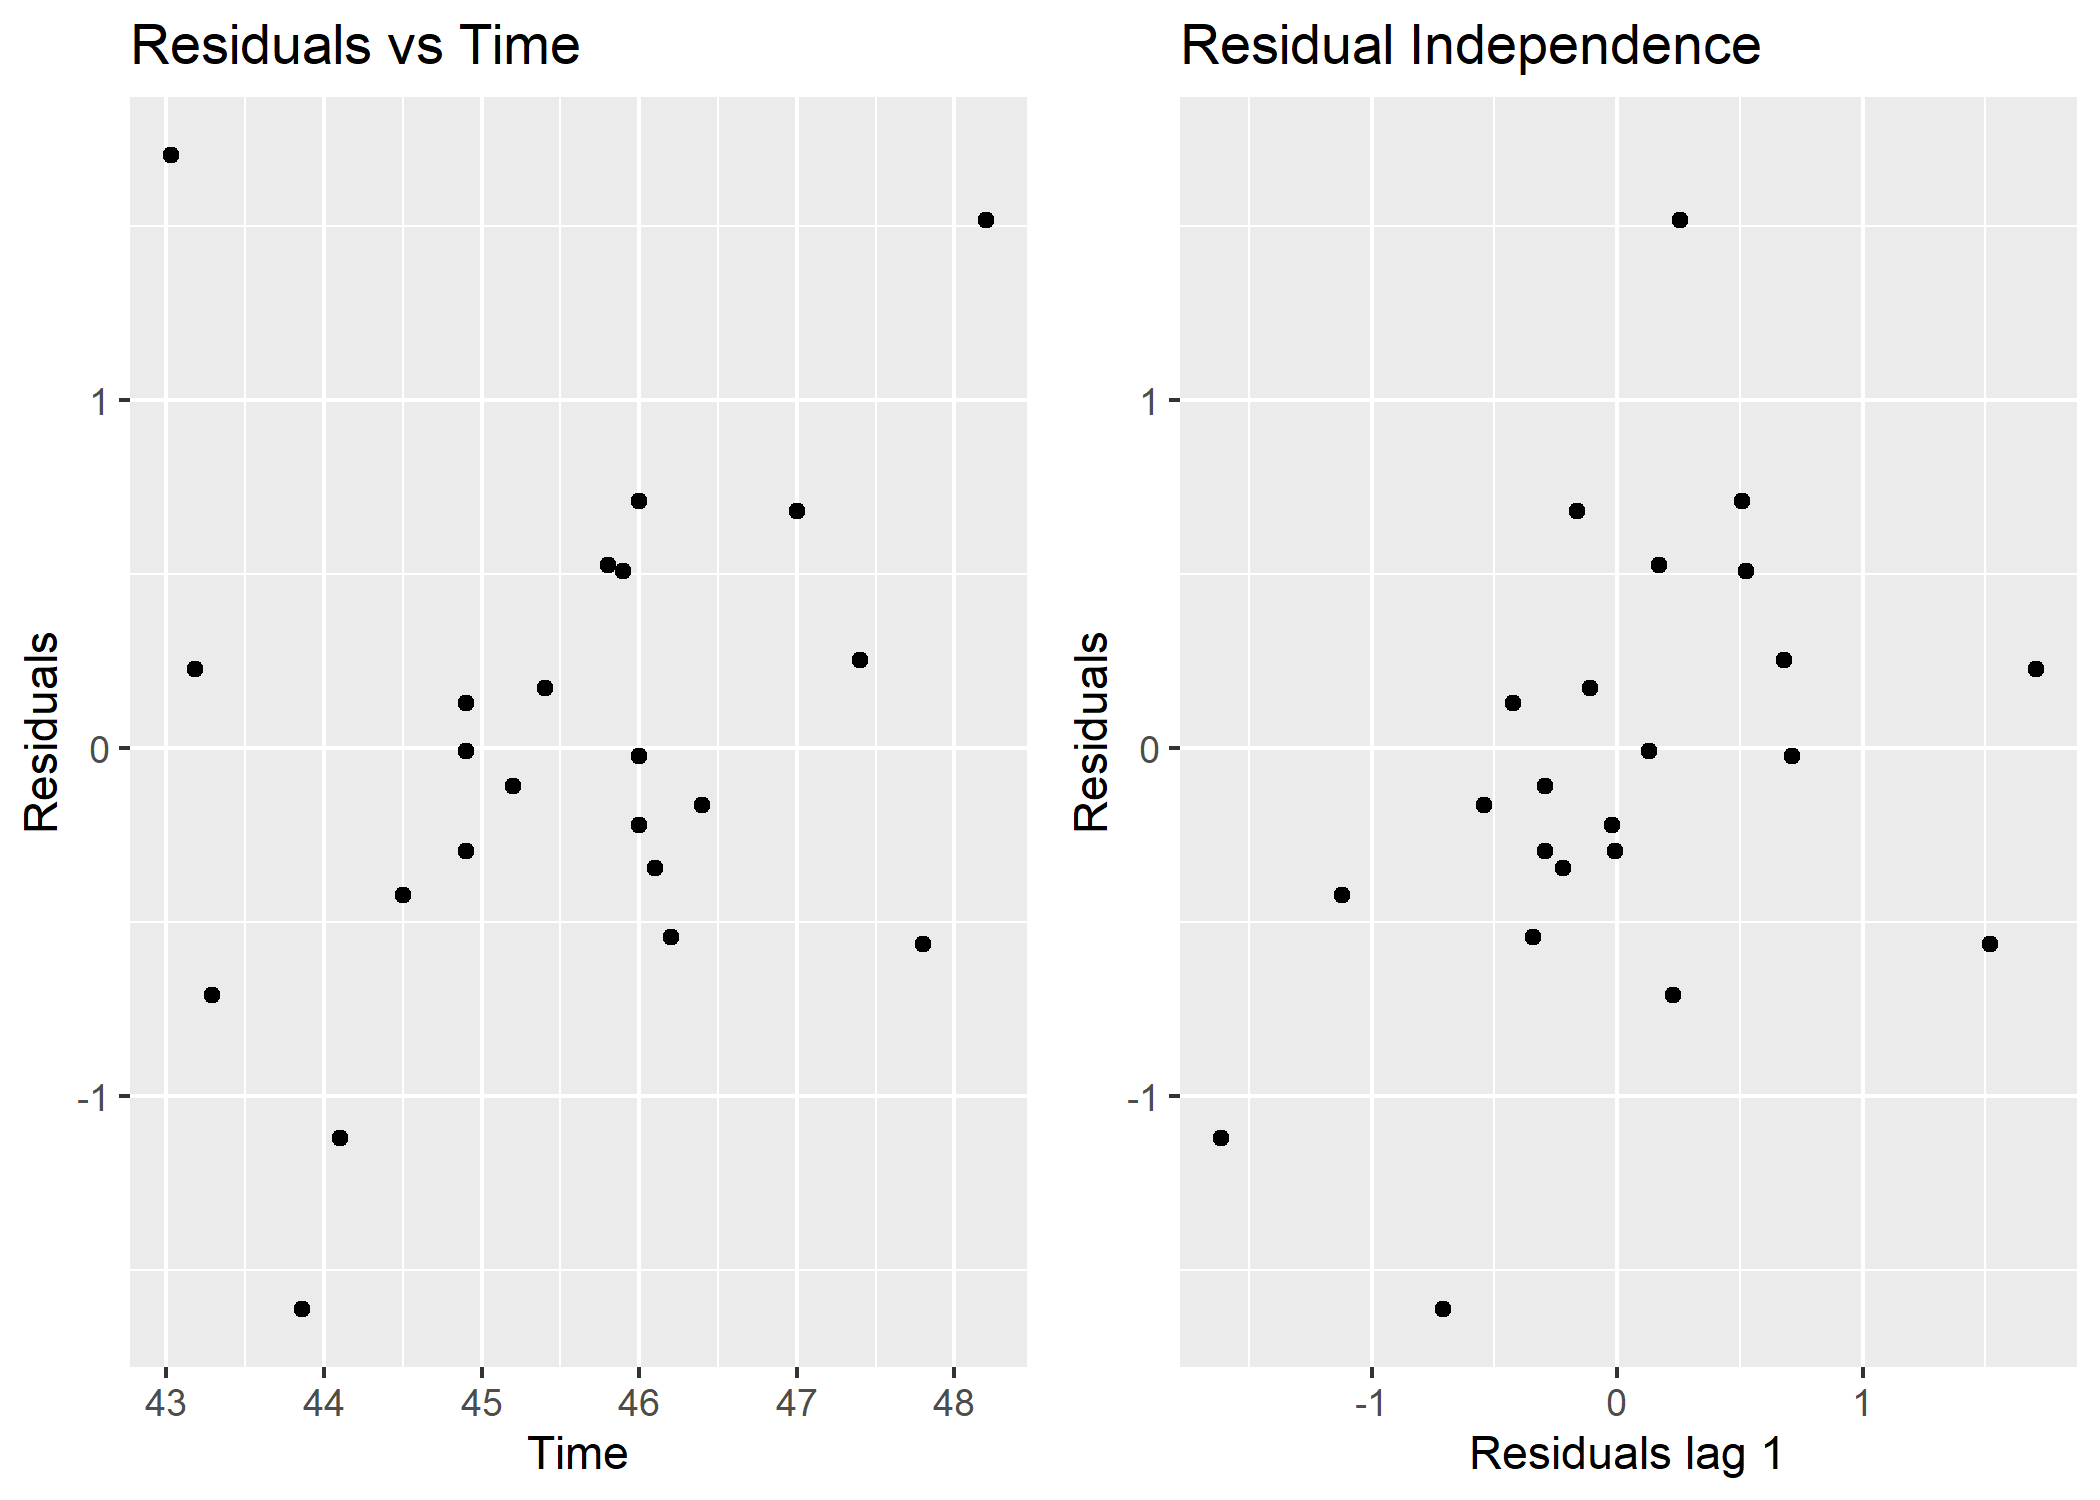 Residuals vs Time
Residuals
1
0
-1
43 44 45 46 47 48
Time
Residual Independence
Residuals
1
0
-1
-1 0 1
Residuals lag 1